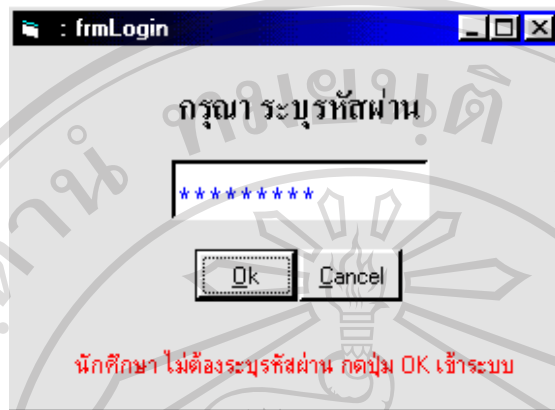 : frmLogin
กรุณา ระบุรหัสผ่าน
*********
Ok Cancel
นักศึกษา ไม่ต้องระบุรหัสผ่าน กดปุ่ม OK เข้าระบบ